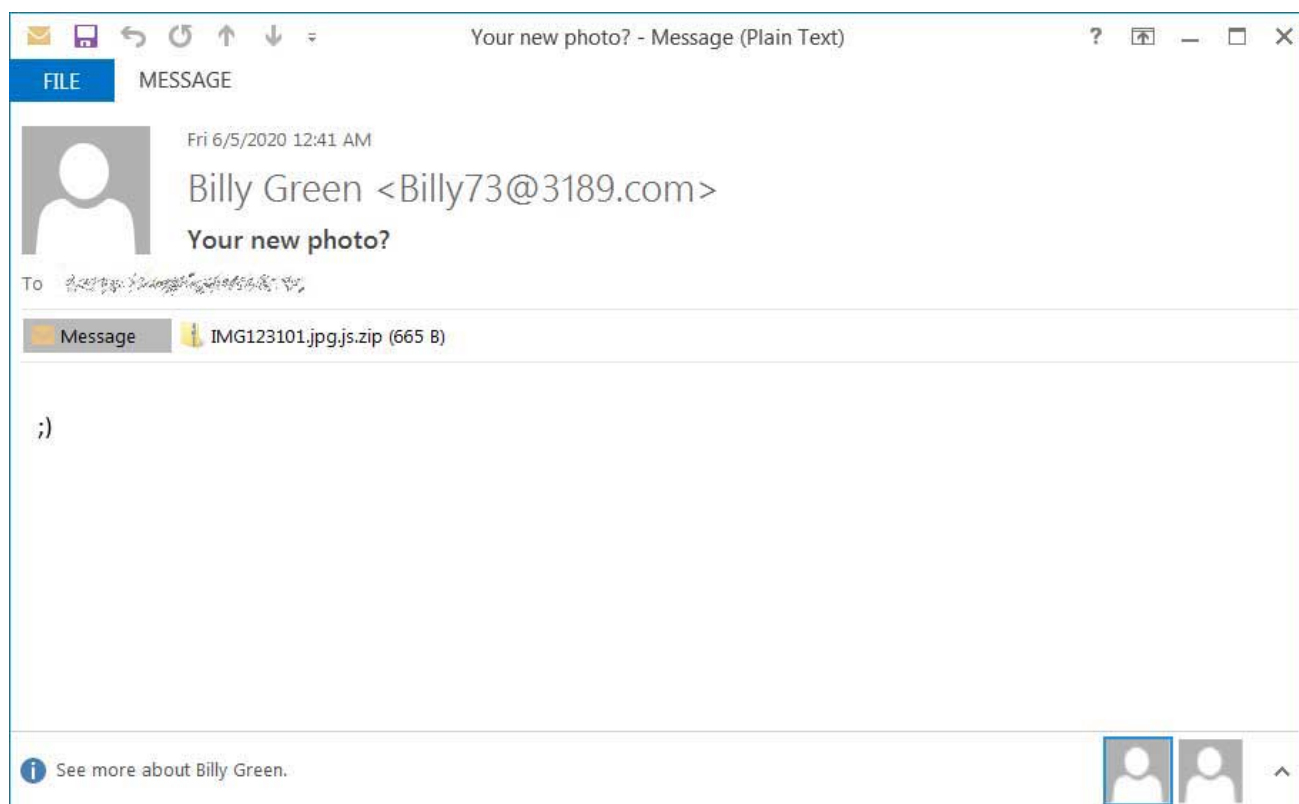 Your new photo? - Message (Plain Text)
FILE MESSAGE
Fri 6/5/2020 12:41 AM
Billy Green <Billy73@3189.com>
Your new photo?
To
Message IMG123101.jpg.js.zip (665 B)
;)
See more about Billy Green.